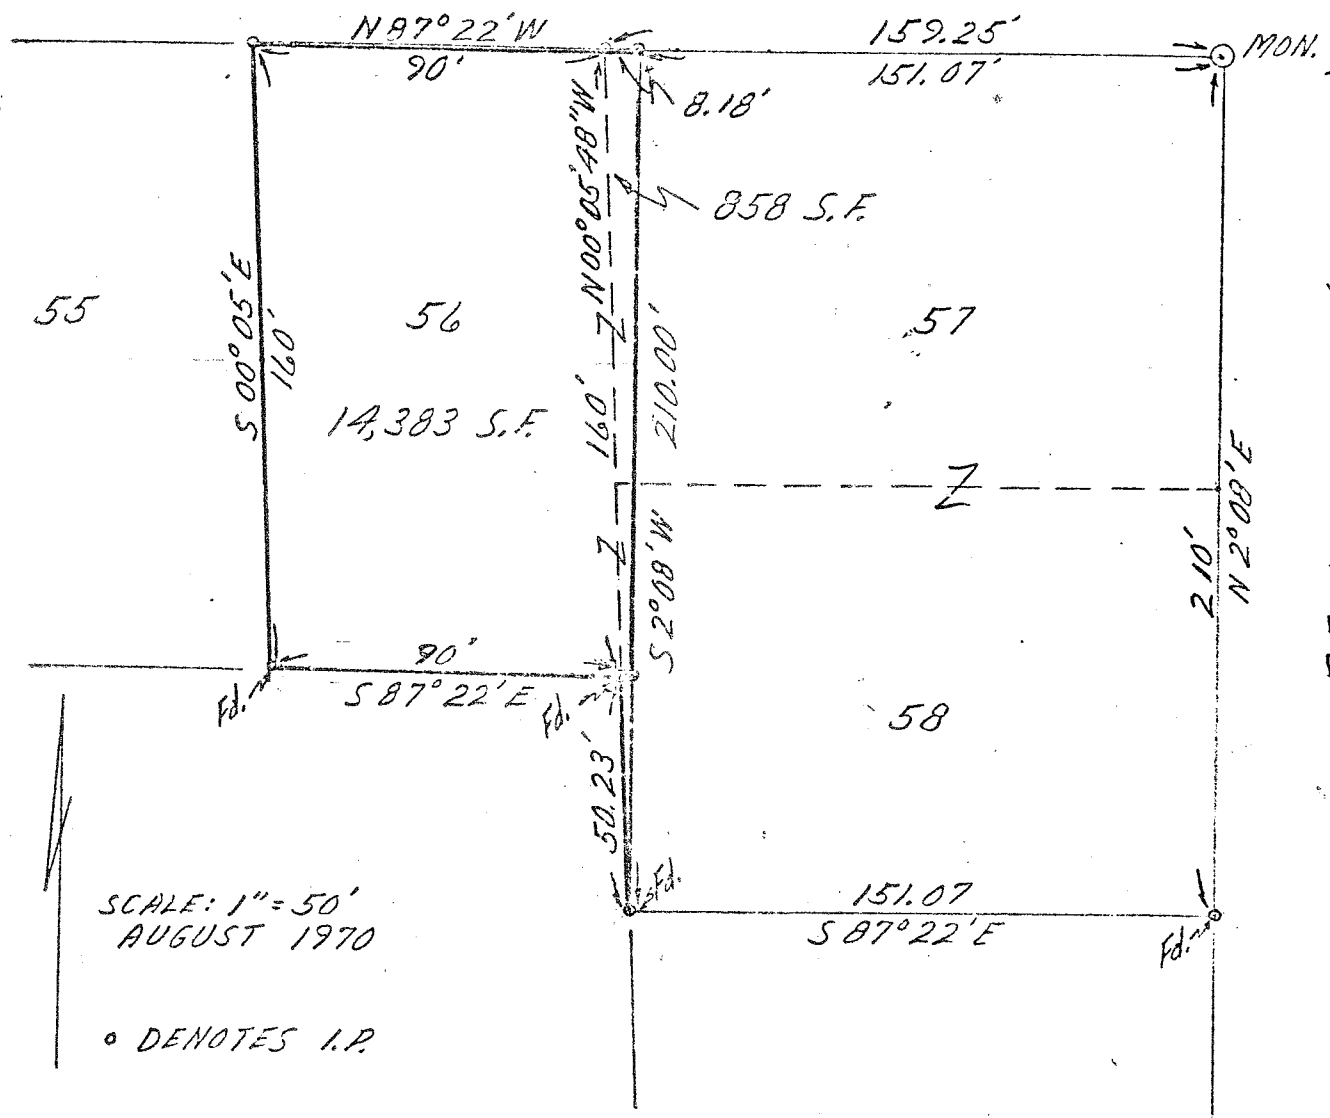 N 87° 22' W
90'
159.25'
151.07'
MON.
8.18'
N 00° 05' 48" W
160'
858 S.F.
55
S 00° 05' E
160'
56
14,383 S.F.
57
210.00'
S 2° 08' W
Z
Z
Z
N 2° 08' E
210'
90'
S 87° 22' E
Fd.
Fd.
58
50.23'
Fd.
151.07
S 87° 22' E
Fd.
SCALE: 1" = 50'
AUGUST 1970
° DENOTES I.P.